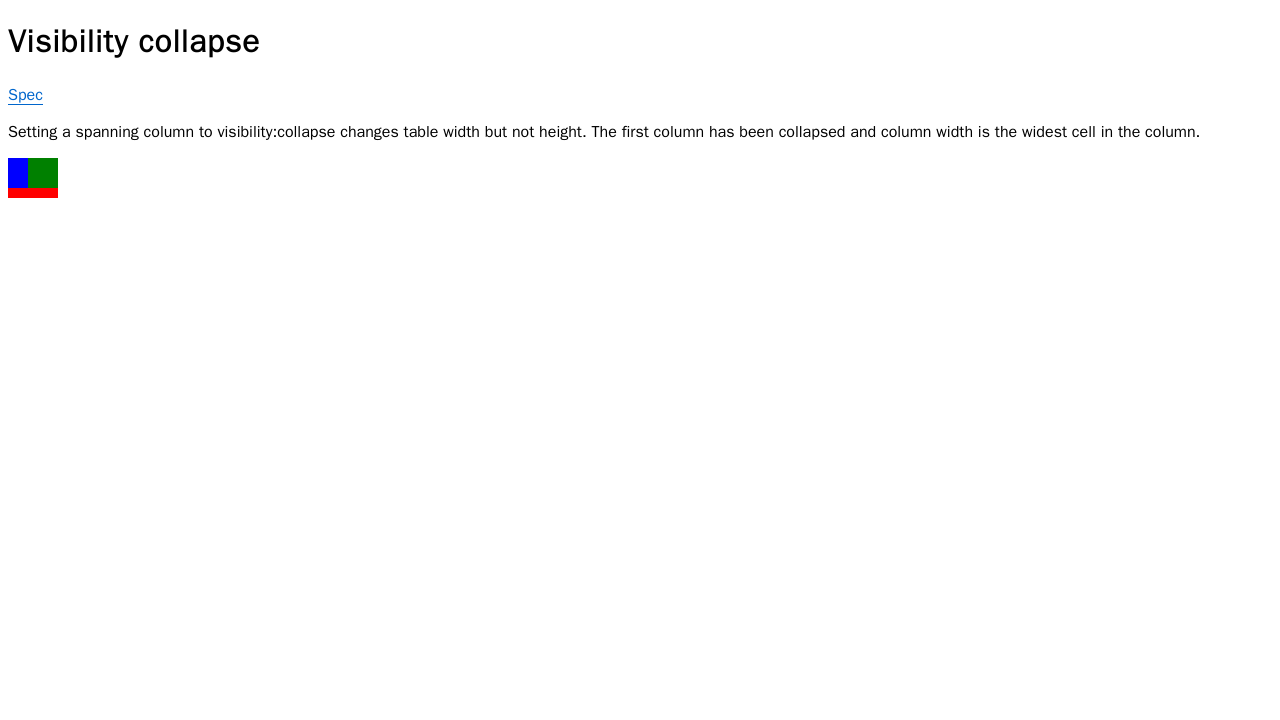 Visibility collapse
Spec
Setting a spanning column to visibility:collapse changes table width but not height. The first column has been collapsed and column width is the widest cell in the column.